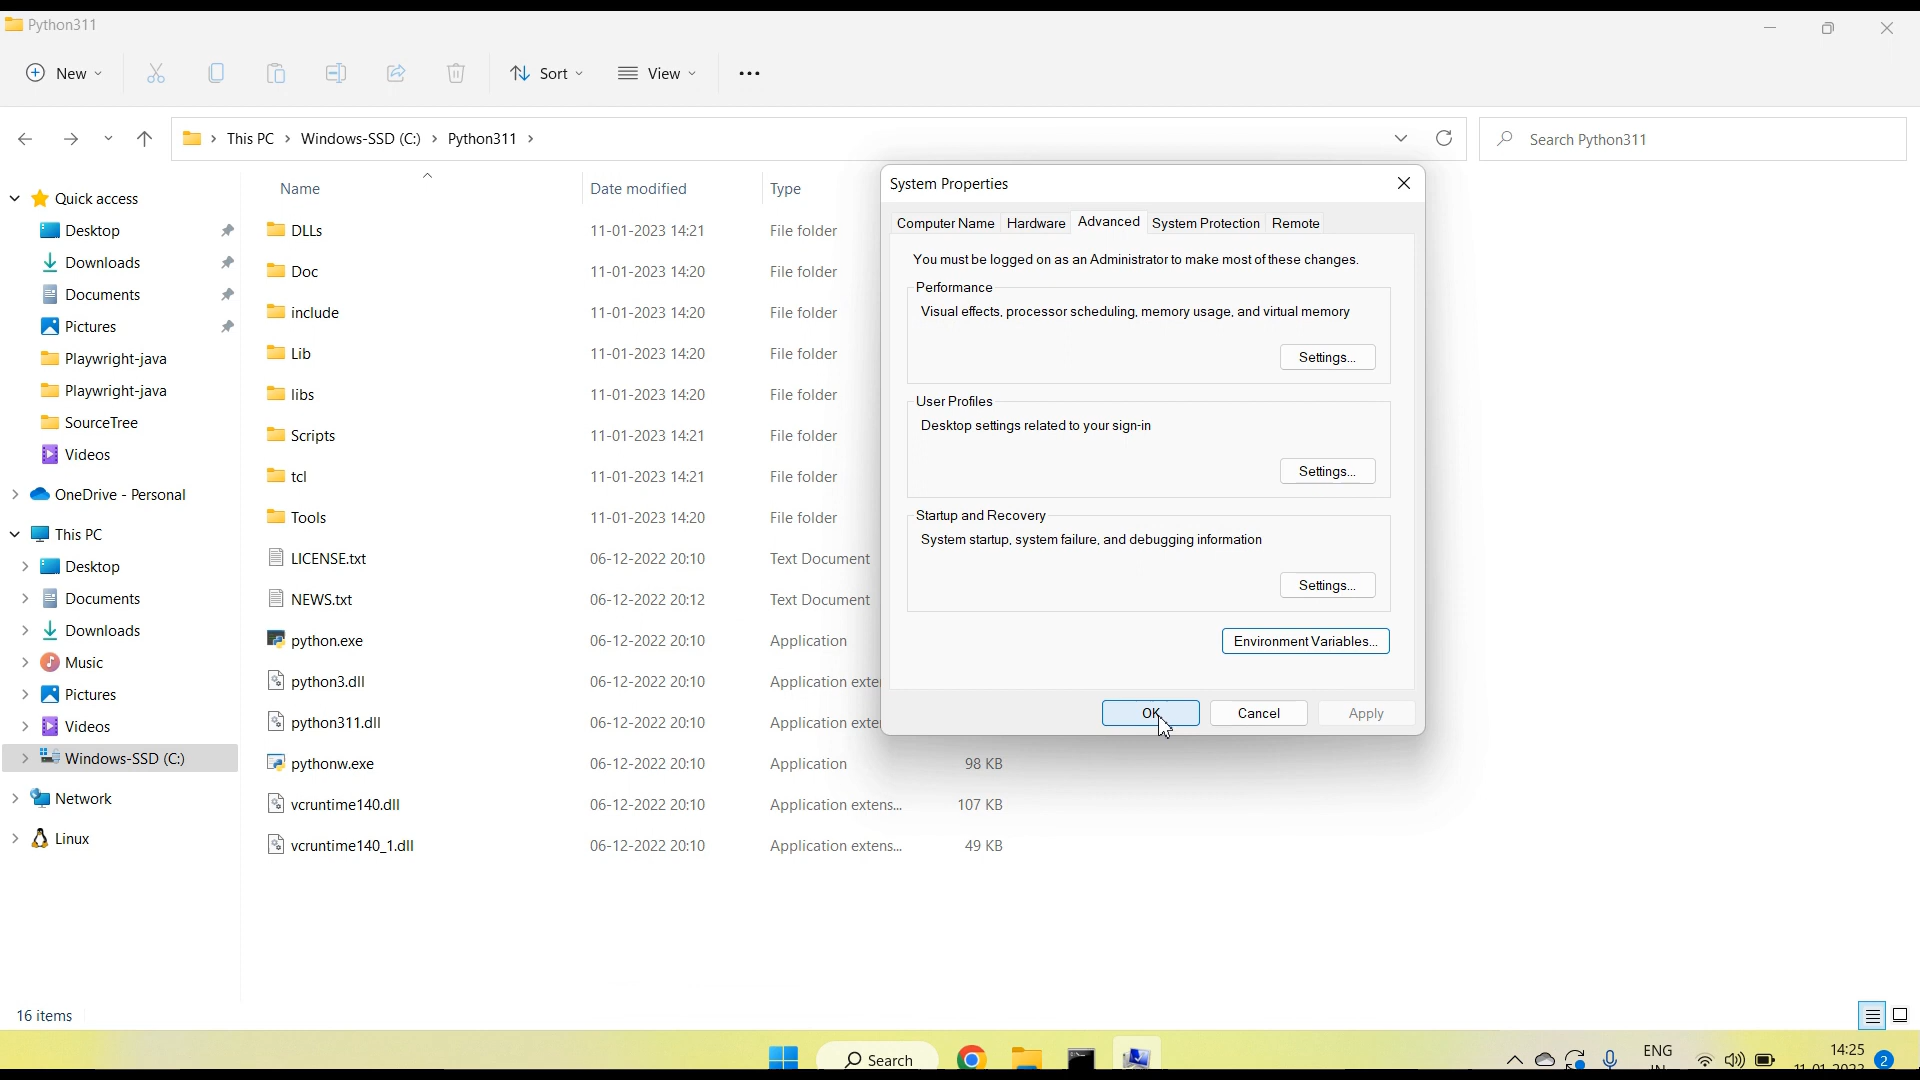 Python311
New
Sort
View
This PC > Windows-SSD (C:) > Python311 >
Search Python311
Quick access
Desktop
Downloads
Documents
Pictures
Playwright-java
Playwright-java
SourceTree
Videos
OneDrive - Personal
This PC
Desktop
Documents
Downloads
Music
Pictures
Videos
Windows-SSD (C:)
Network
Linux
Name Date modified Type
DLLs 11-01-2023 14:21 File folder
Doc 11-01-2023 14:20 File folder
include 11-01-2023 14:20 File folder
Lib 11-01-2023 14:20 File folder
libs 11-01-2023 14:20 File folder
Scripts 11-01-2023 14:21 File folder
tcl 11-01-2023 14:21 File folder
Tools 11-01-2023 14:20 File folder
LICENSE.txt 06-12-2022 20:10 Text Document
NEWS.txt 06-12-2022 20:12 Text Document
python.exe 06-12-2022 20:10 Application
python3.dll 06-12-2022 20:10 Application exte
python311.dll 06-12-2022 20:10 Application exte
pythonw.exe 06-12-2022 20:10 Application 98 KB
vcruntime140.dll 06-12-2022 20:10 Application extens... 107 KB
vcruntime140_1.dll 06-12-2022 20:10 Application extens... 49 KB
System Properties
Computer Name Hardware Advanced System Protection Remote
You must be logged on as an Administrator to make most of these changes.
Performance
Visual effects, processor scheduling, memory usage, and virtual memory
Settings...
User Profiles
Desktop settings related to your sign-in
Settings...
Startup and Recovery
System startup, system failure, and debugging information
Settings...
Environment Variables...
OK Cancel Apply
16 items
Search
ENG
14:25
2